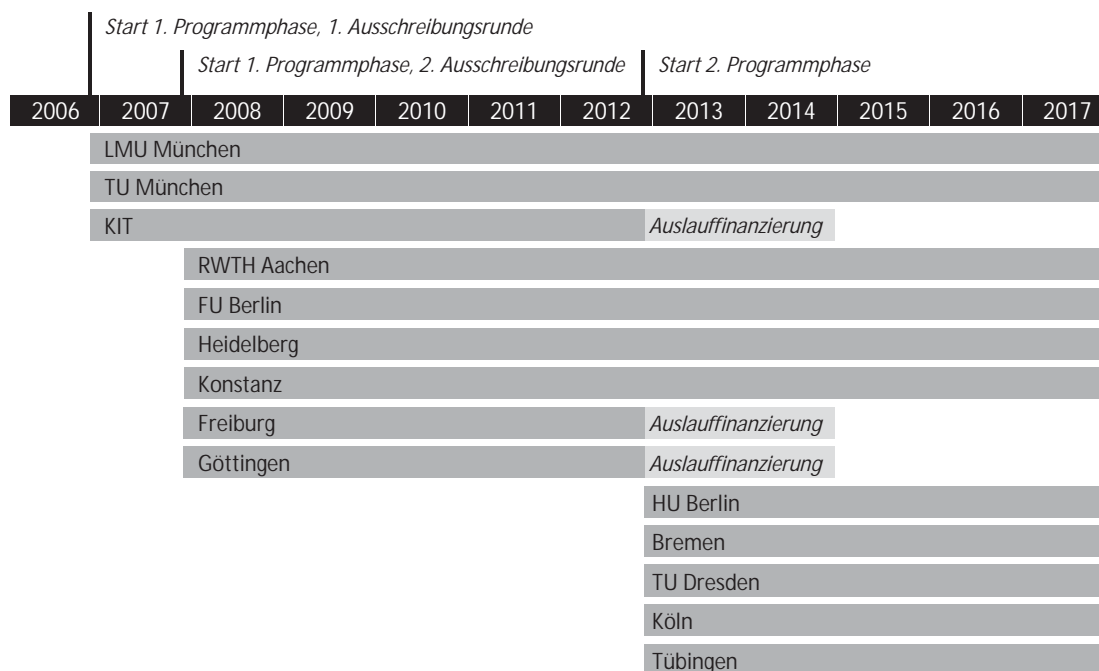 Start 1. Programmphase, 1. Ausschreibungsrunde
Start 1. Programmphase, 2. Ausschreibungsrunde Start 2. Programmphase
2006 2007 2008 2009 2010 2011 2012 2013 2014 2015 2016 2017
LMU München
TU München
KIT Auslauffinanzierung
RWTH Aachen
FU Berlin
Heidelberg
Konstanz
Freiburg Auslauffinanzierung
Göttingen Auslauffinanzierung
HU Berlin
Bremen
TU Dresden
Köln
Tübingen